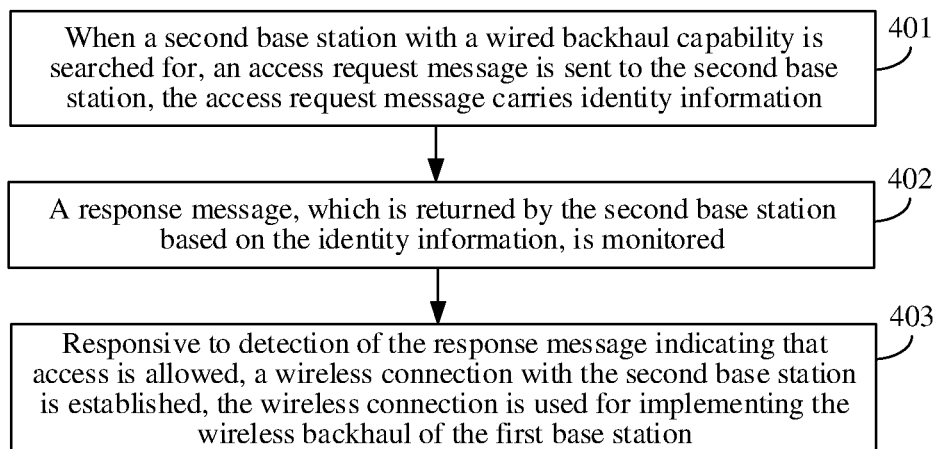 When a second base station with a wired backhaul capability is
searched for, an access request message is sent to the second base
station, the access request message carries identity information
401
A response message, which is returned by the second base station
based on the identity information, is monitored
402
Responsive to detection of the response message indicating that
access is allowed, a wireless connection with the second base station
is established, the wireless connection is used for implementing the
wireless backhaul of the first base station
403